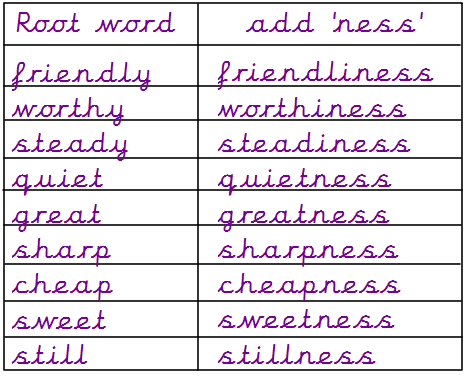 Root word add 'ness'
friendly friendliness
worthy worthiness
steady steadiness
quiet quietness
great greatness
sharp sharpness
cheap cheapness
sweet sweetness
still stillness